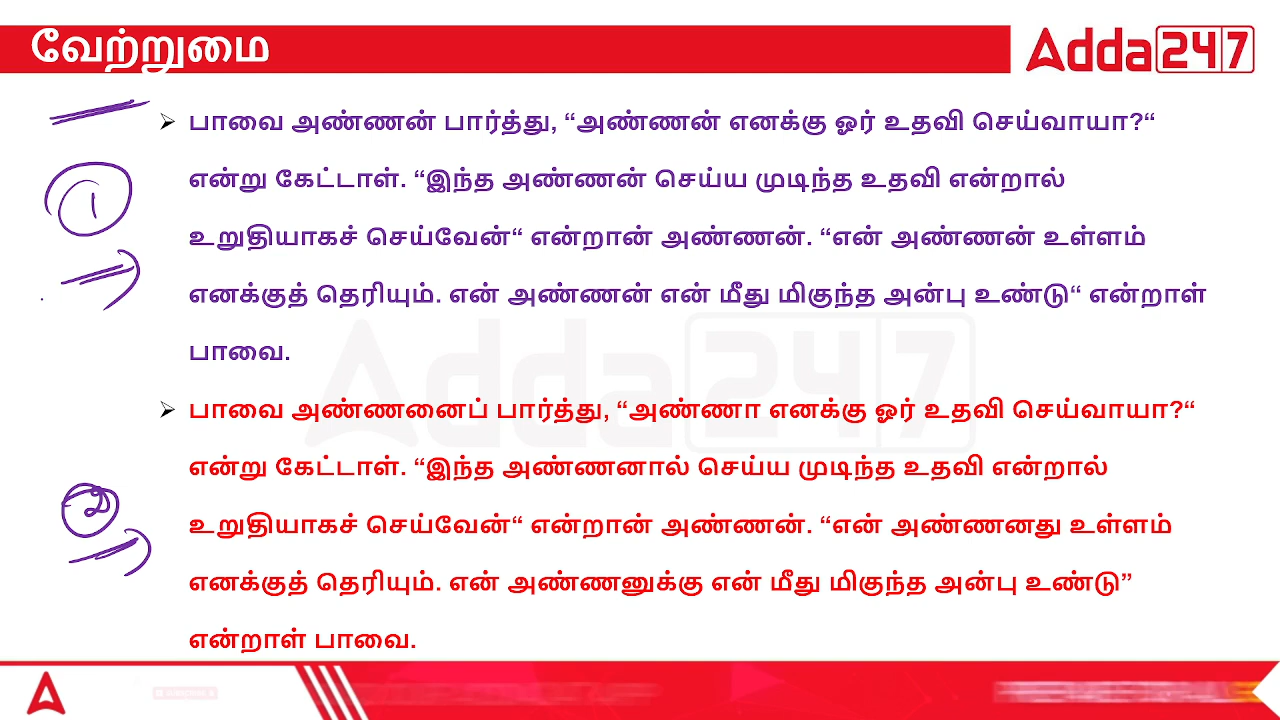 வேற்றுமை
Adda247
பாவை அண்ணன் பார்த்து, “அண்ணன் எனக்கு ஓர் உதவி செய்வாயா?“
என்று கேட்டாள். “இந்த அண்ணன் செய்ய முடிந்த உதவி என்றால்
உறுதியாகச் செய்வேன்“ என்றான் அண்ணன். “என் அண்ணன் உள்ளம்
எனக்குத் தெரியும். என் அண்ணன் என் மீது மிகுந்த அன்பு உண்டு“ என்றாள்
பாவை.
பாவை அண்ணனைப் பார்த்து, “அண்ணா எனக்கு ஓர் உதவி செய்வாயா?“
என்று கேட்டாள். “இந்த அண்ணனால் செய்ய முடிந்த உதவி என்றால்
உறுதியாகச் செய்வேன்“ என்றான் அண்ணன். “என் அண்ணனது உள்ளம்
எனக்குத் தெரியும். என் அண்ணனுக்கு என் மீது மிகுந்த அன்பு உண்டு”
என்றாள் பாவை.